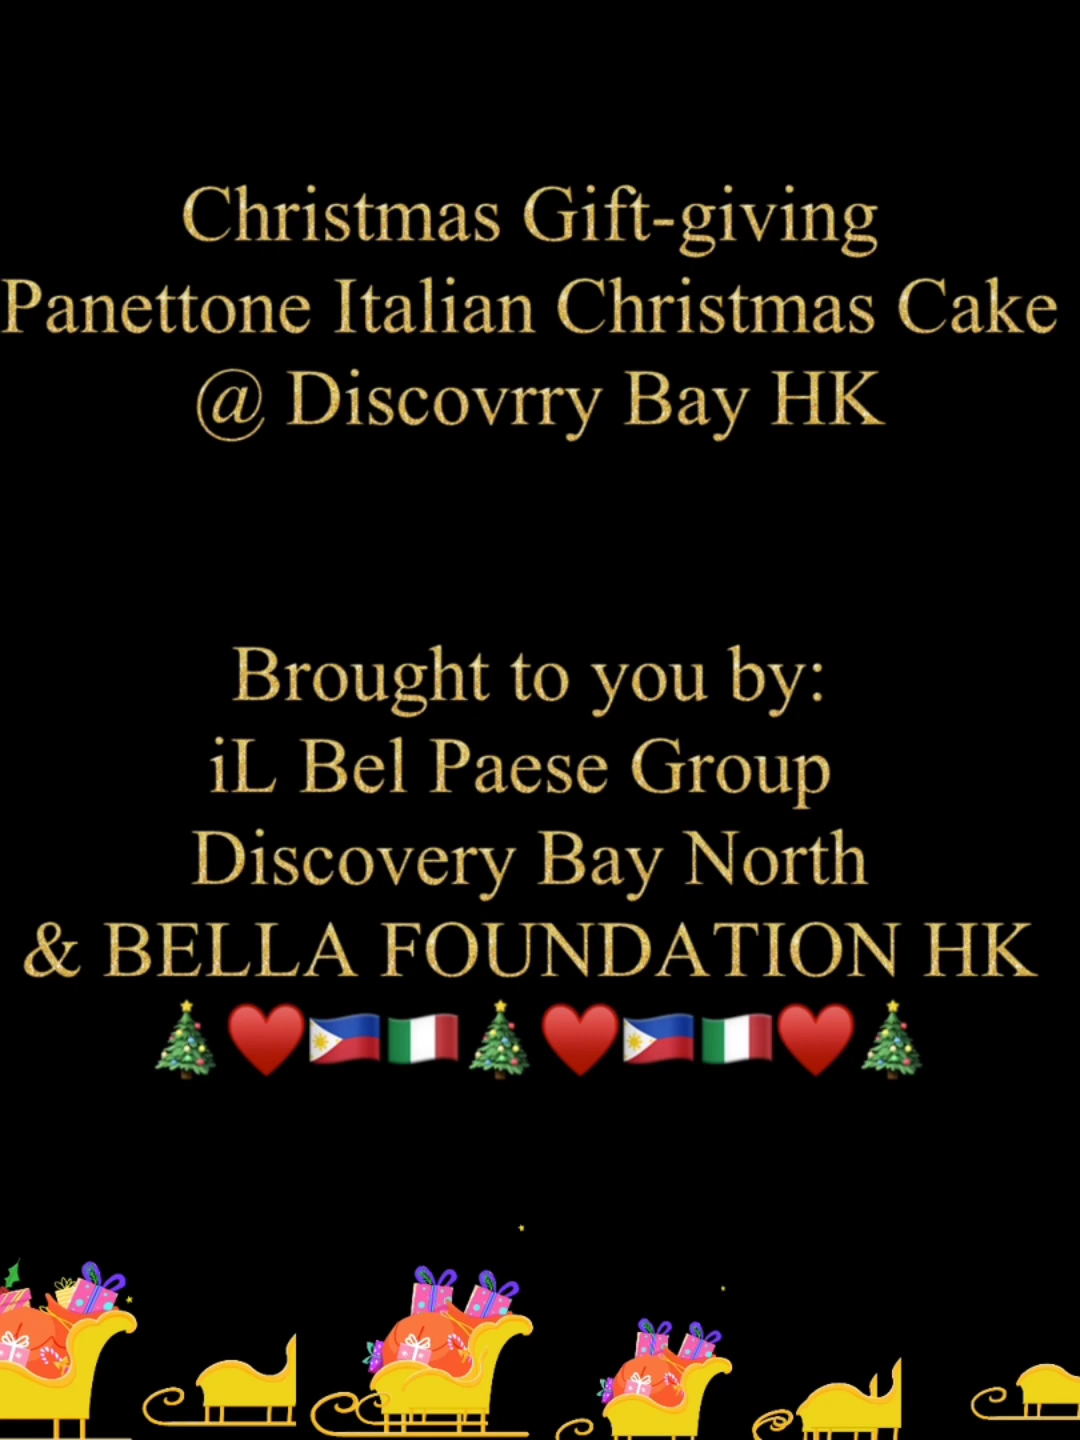 Christmas Gift-giving
Panettone Italian Christmas Cake
@ Discovrry Bay HK
Brought to you by:
iL Bel Paese Group
Discovery Bay North
& BELLA FOUNDATION HK
🎄♥️🇵🇭🇮🇹🎄♥️🇵🇭🇮🇹♥️🎄